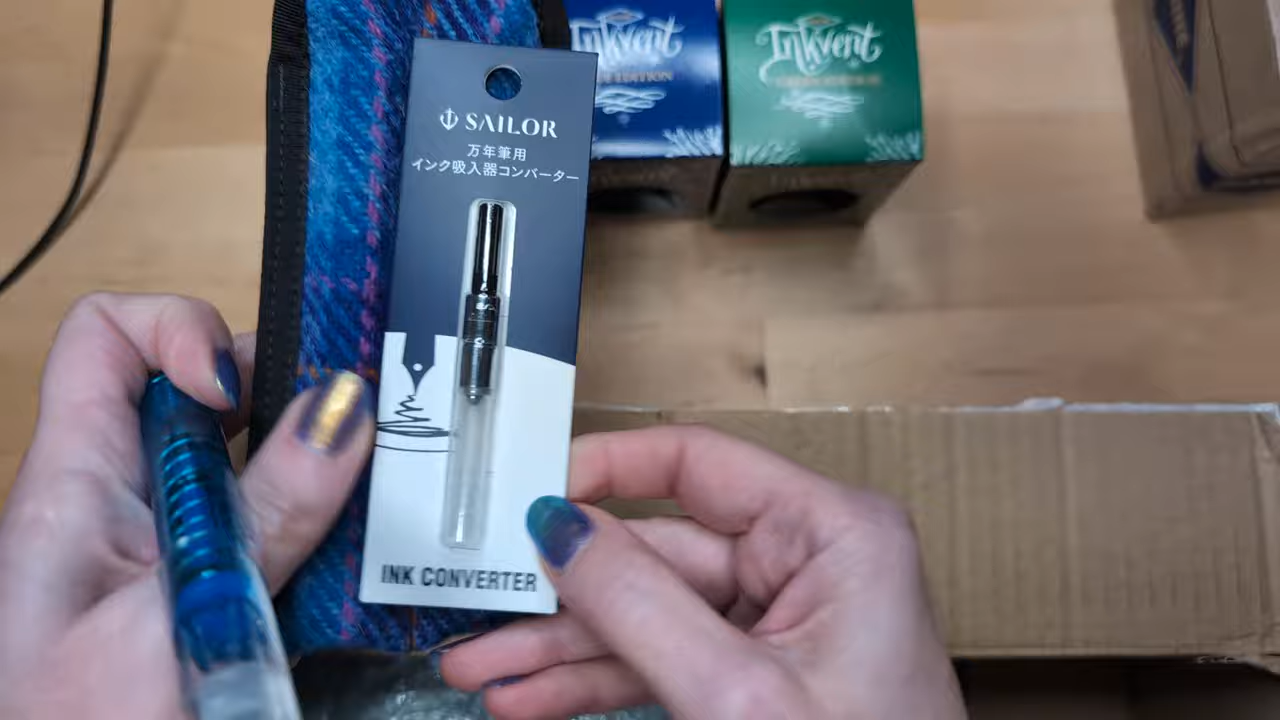 SAILOR
万年筆用
インク吸入器コンバーター
INK CONVERTER
Inkvent
EDITION
Inkvent